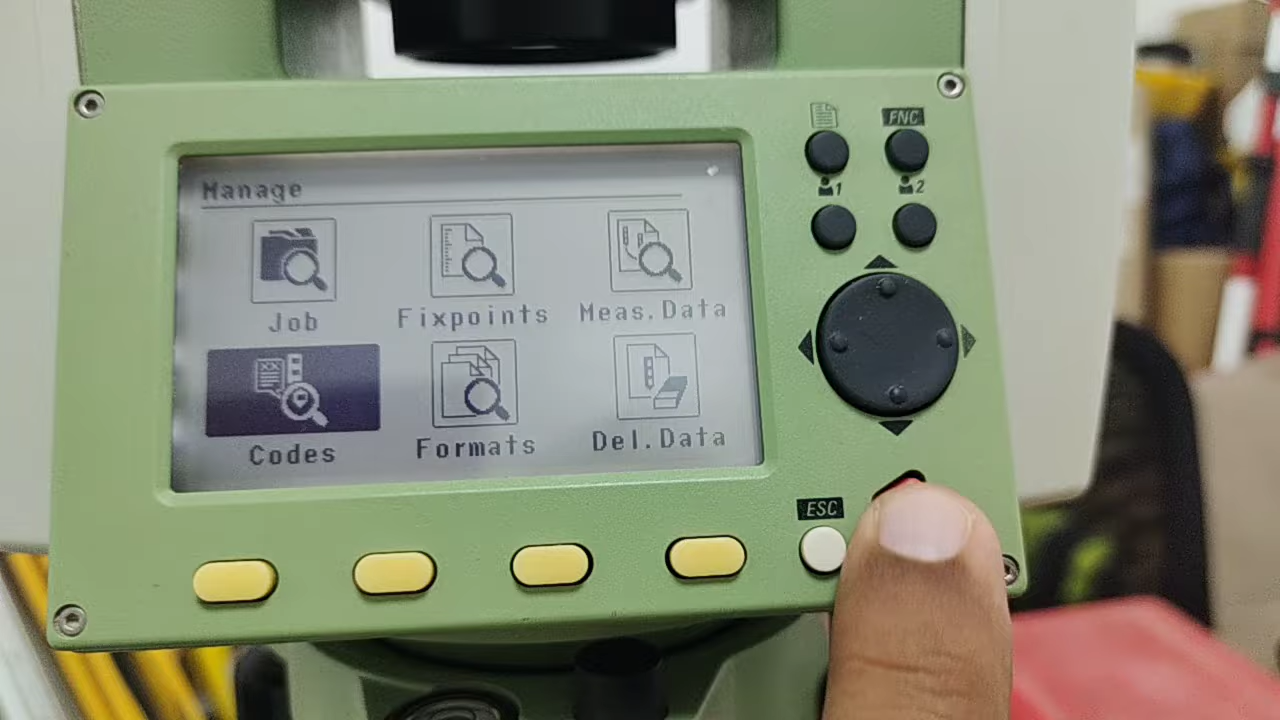 Manage
Job
Fixpoints
Meas.Data
Codes
Formats
Del.Data
FNC
1
2
ESC